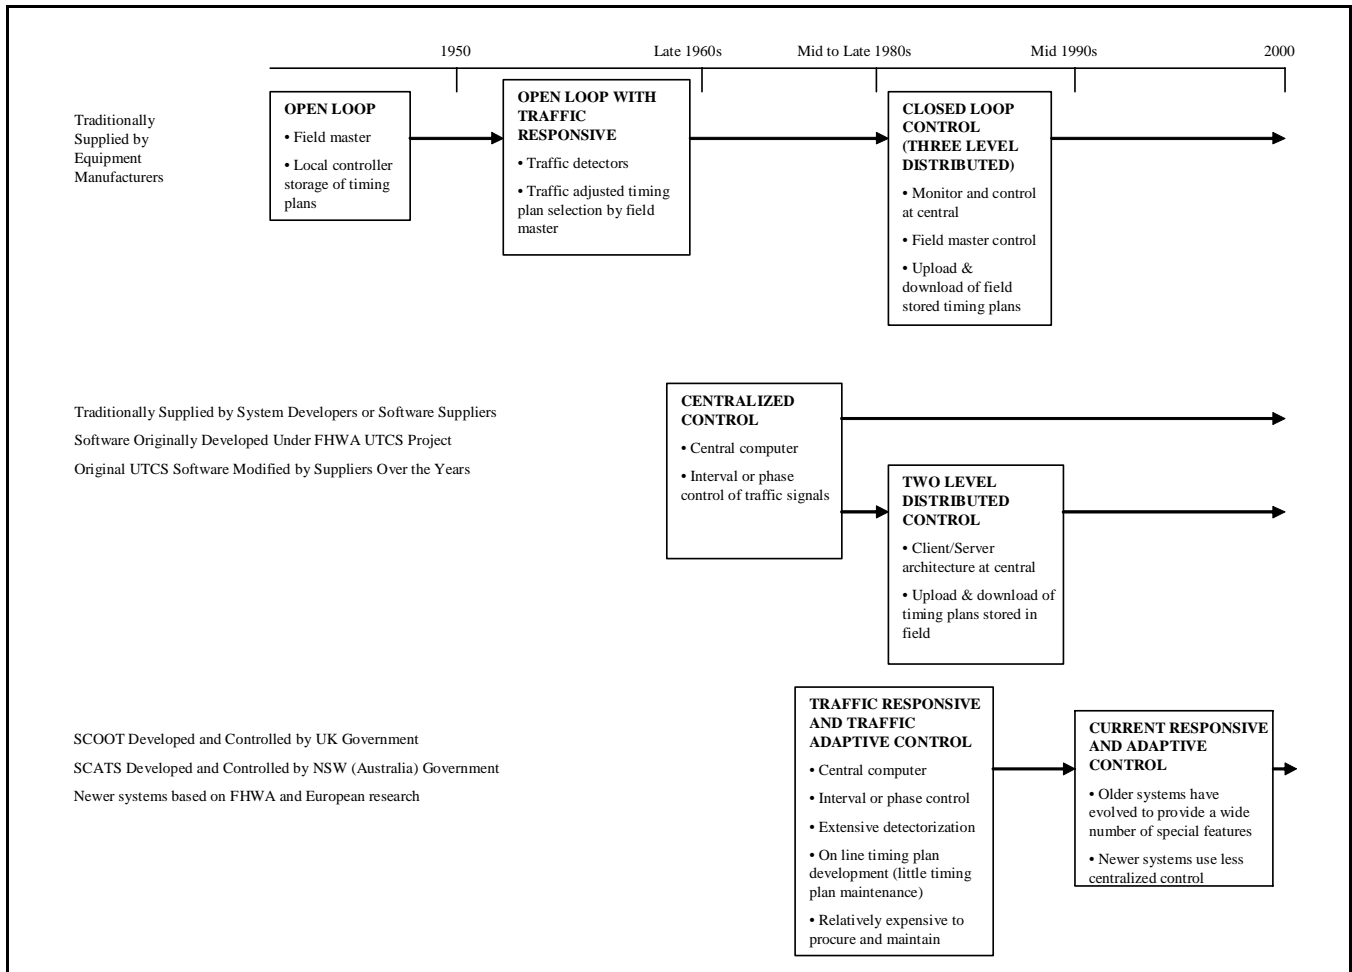 1950
Late 1960s
Mid to Late 1980s
Mid 1990s
2000
Traditionally
Supplied by
Equipment
Manufacturers
OPEN LOOP
• Field master
• Local controller
storage of timing
plans
OPEN LOOP WITH
TRAFFIC
RESPONSIVE
• Traffic detectors
• Traffic adjusted timing
plan selection by field
master
CLOSED LOOP
CONTROL
(THREE LEVEL
DISTRIBUTED)
• Monitor and control
at central
• Field master control
• Upload &
download of field
stored timing plans
Traditionally Supplied by System Developers or Software Suppliers
Software Originally Developed Under FHWA UTCS Project
Original UTCS Software Modified by Suppliers Over the Years
CENTRALIZED
CONTROL
• Central computer
• Interval or phase
control of traffic signals
TWO LEVEL
DISTRIBUTED
CONTROL
• Client/Server
architecture at central
• Upload & download of
timing plans stored in
field
SCOOT Developed and Controlled by UK Government
SCATS Developed and Controlled by NSW (Australia) Government
Newer systems based on FHWA and European research
TRAFFIC RESPONSIVE
AND TRAFFIC
ADAPTIVE CONTROL
• Central computer
• Interval or phase control
• Extensive detectorization
• On line timing plan
development (little timing
plan maintenance)
• Relatively expensive to
procure and maintain
CURRENT RESPONSIVE
AND ADAPTIVE
CONTROL
• Older systems have
evolved to provide a wide
number of special features
• Newer systems use less
centralized control